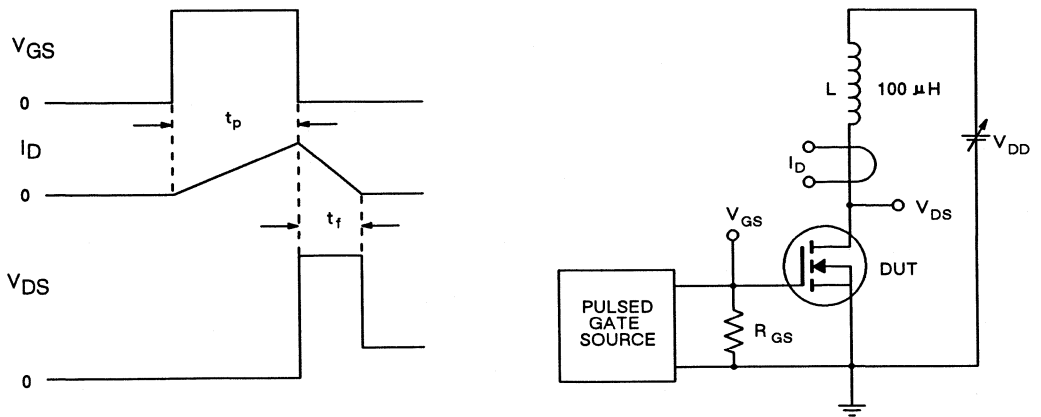 VGS
0
tp
ID
0
tf
VDS
0
L
100 μH
ID
VDD
VGS
VDS
DUT
PULSED
GATE
SOURCE
RGS